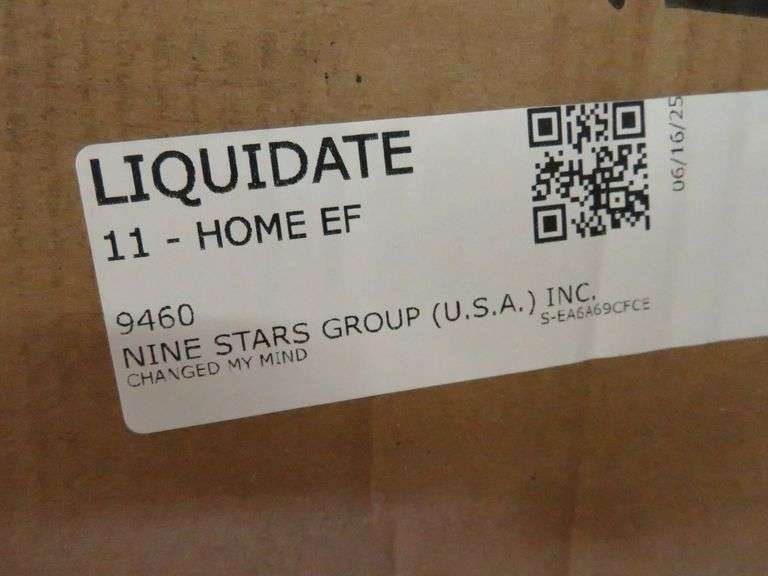 LIQUIDATE
11 - HOME EF
9460
NINE STARS GROUP (U.S.A.) INC.
CHANGED MY MIND
S-EA6A69CFCE
06/16/25